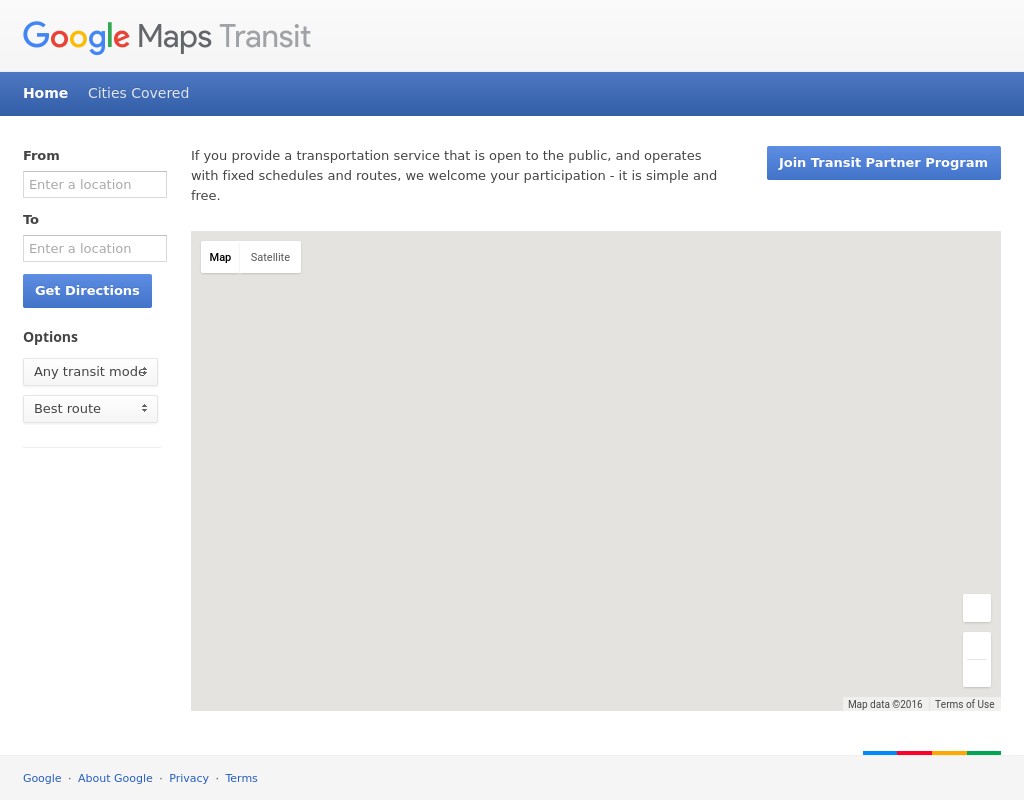 Google Maps Transit
Home Cities Covered
From
Enter a location
To
Enter a location
Get Directions
Options
Any transit mode
Best route
If you provide a transportation service that is open to the public, and operates
with fixed schedules and routes, we welcome your participation - it is simple and
free.
Join Transit Partner Program
Map Satellite
Map data ©2016 Terms of Use
Google · About Google · Privacy · Terms